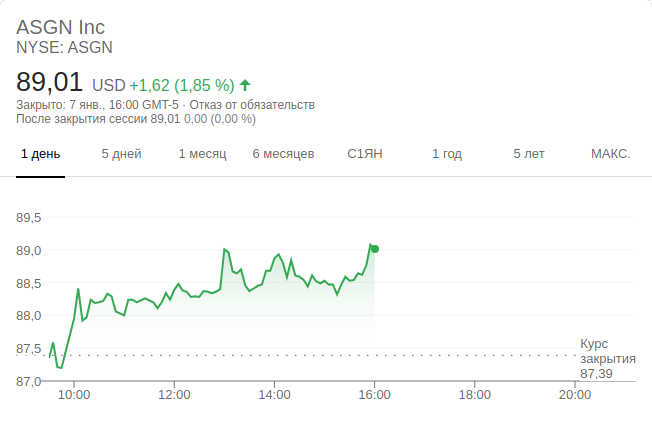 ASGN Inc
NYSE: ASGN
89,01 USD +1,62 (1,85 %)
Закрыто: 7 янв., 16:00 GMT-5 · Отказ от обязательств
После закрытия сессии 89,01 0,00 (0,00 %)
1 день 5 дней 1 месяц 6 месяцев С1ЯН 1 год 5 лет МАКС.
89,5
89,0
88,5
88,0
87,5
87,0
Курс
закрытия
87,39
10:00 12:00 14:00 16:00 18:00 20:00